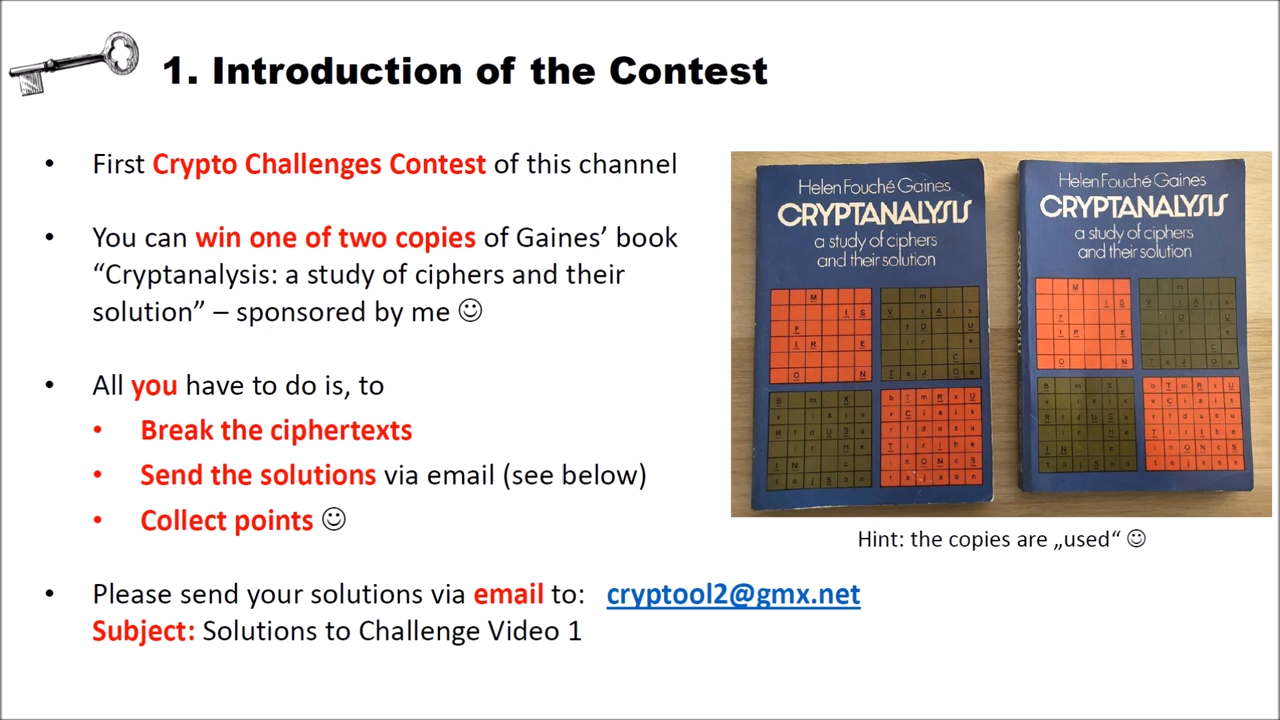 1. Introduction of the Contest
• First Crypto Challenges Contest of this channel
• You can win one of two copies of Gaines’ book
“Cryptanalysis: a study of ciphers and their
solution” – sponsored by me ☺
• All you have to do is, to
• Break the ciphertexts
• Send the solutions via email (see below)
• Collect points ☺
• Please send your solutions via email to: cryptool2@gmx.net
Subject: Solutions to Challenge Video 1
Helen Fouché Gaines
CRYPTANALYSIS
a study of ciphers
and their solution
Helen Fouché Gaines
CRYPTANALYSIS
a study of ciphers
and their solution
CRYPTANALYSIS
Hint: the copies are „used“ ☺